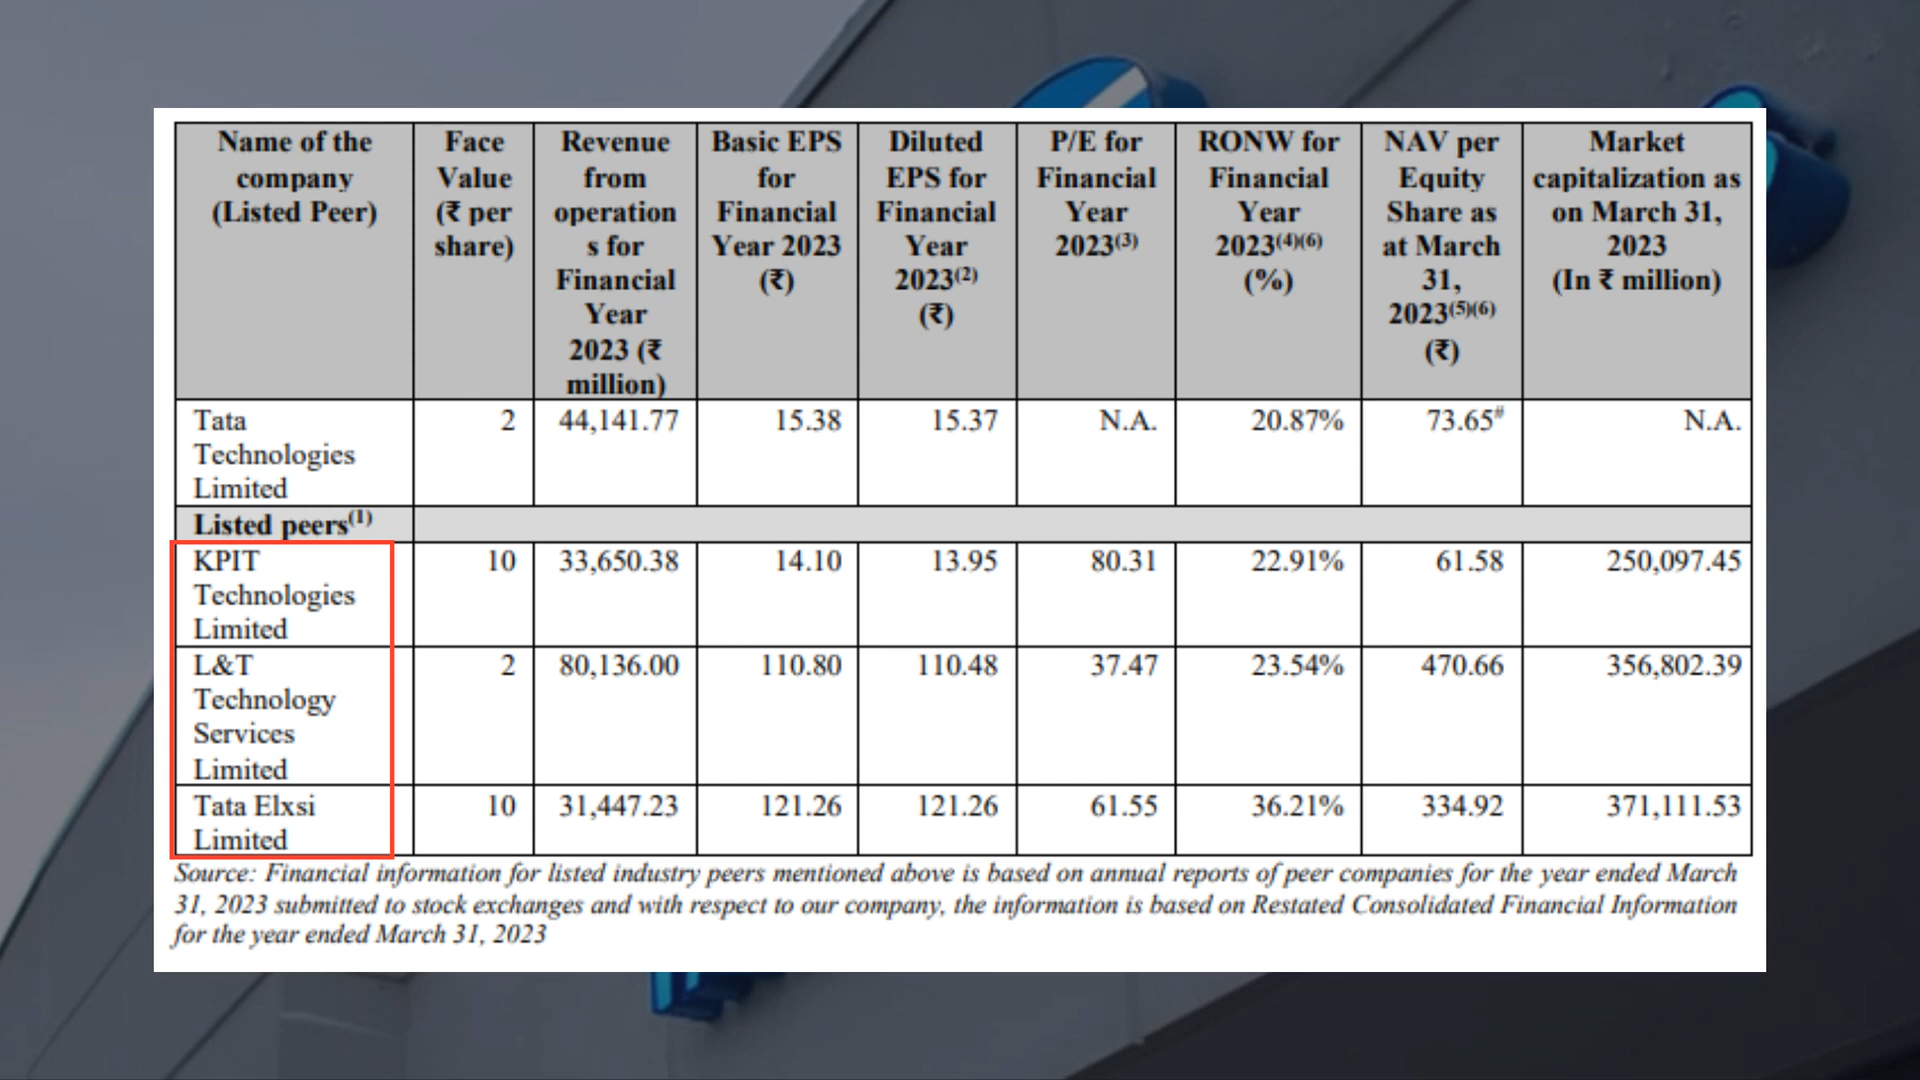 Name of the
company
(Listed Peer)
Face
Value
(₹ per
share)
Revenue
from
operation
s for
Financial
Year
2023 (₹
million)
Basic EPS
for
Financial
Year 2023
(₹)
Diluted
EPS for
Financial
Year
2023(2)
(₹)
P/E for
Financial
Year
2023(3)
RONW for
Financial
Year
2023(4)(6)
(%)
NAV per
Equity
Share as
at March
31,
2023(5)(6)
(₹)
Market
capitalization as
on March 31,
2023
(In ₹ million)
Tata
Technologies
Limited
2
44,141.77
15.38
15.37
N.A.
20.87%
73.65#
N.A.
Listed peers(1)
KPIT
Technologies
Limited
10
33,650.38
14.10
13.95
80.31
22.91%
61.58
250,097.45
L&T
Technology
Services
Limited
2
80,136.00
110.80
110.48
37.47
23.54%
470.66
356,802.39
Tata Elxsi
Limited
10
31,447.23
121.26
121.26
61.55
36.21%
334.92
371,111.53
Source: Financial information for listed industry peers mentioned above is based on annual reports of peer companies for the year ended March
31, 2023 submitted to stock exchanges and with respect to our company, the information is based on Restated Consolidated Financial Information
for the year ended March 31, 2023